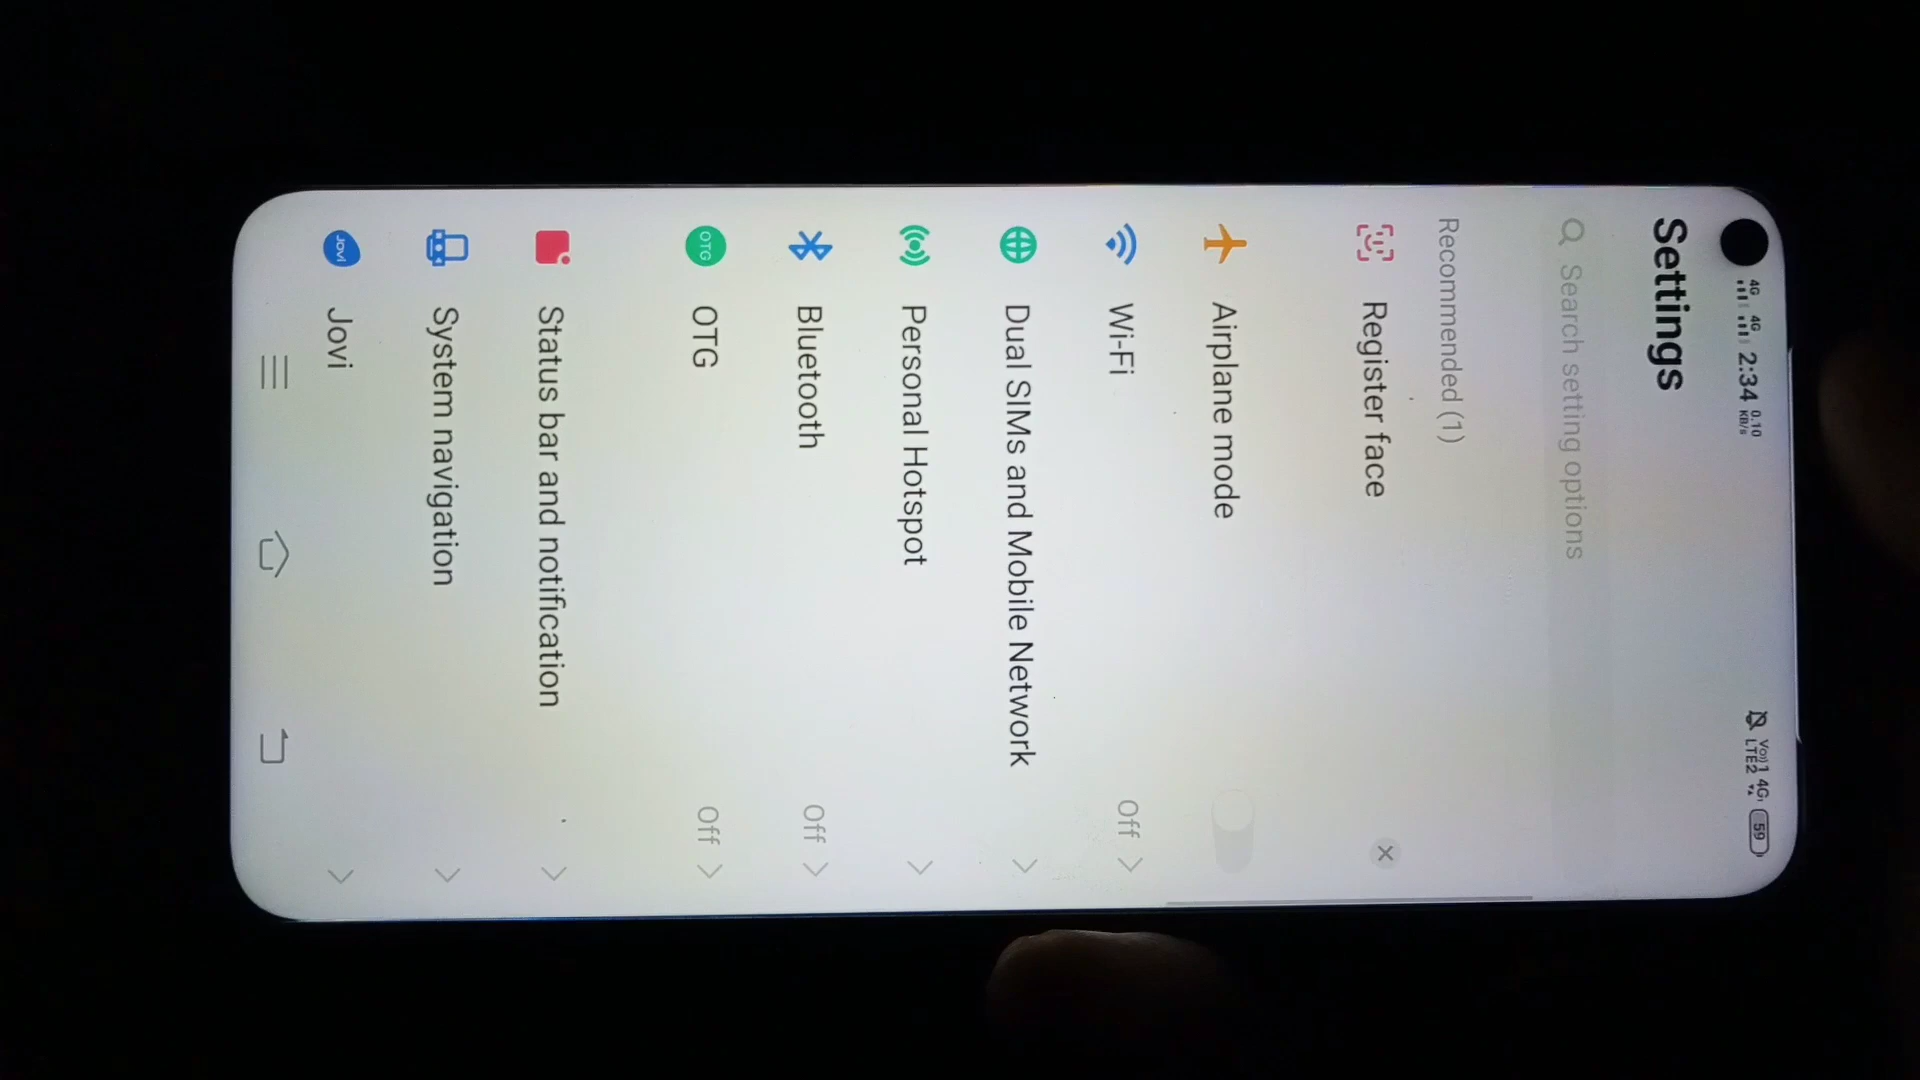 4G 4G 2:34 0.10 KB/s VoLTE2 1 4G 59
Settings
Search setting options
Recommended (1)
Register face
Airplane mode
Wi-Fi Off
Dual SIMs and Mobile Network
Personal Hotspot
Bluetooth Off
OTG OTG Off
Status bar and notification
System navigation
Jovi Jovi